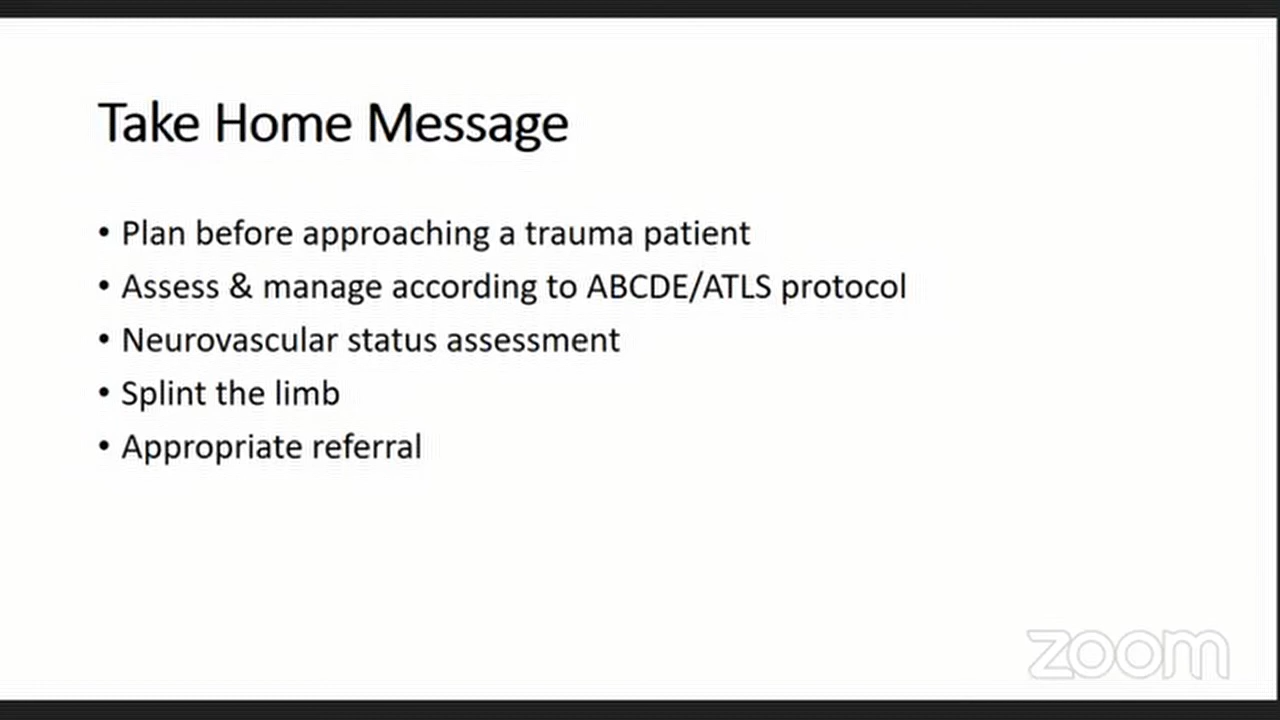 Take Home Message
• Plan before approaching a trauma patient
• Assess & manage according to ABCDE/ATLS protocol
• Neurovascular status assessment
• Splint the limb
• Appropriate referral
zoom